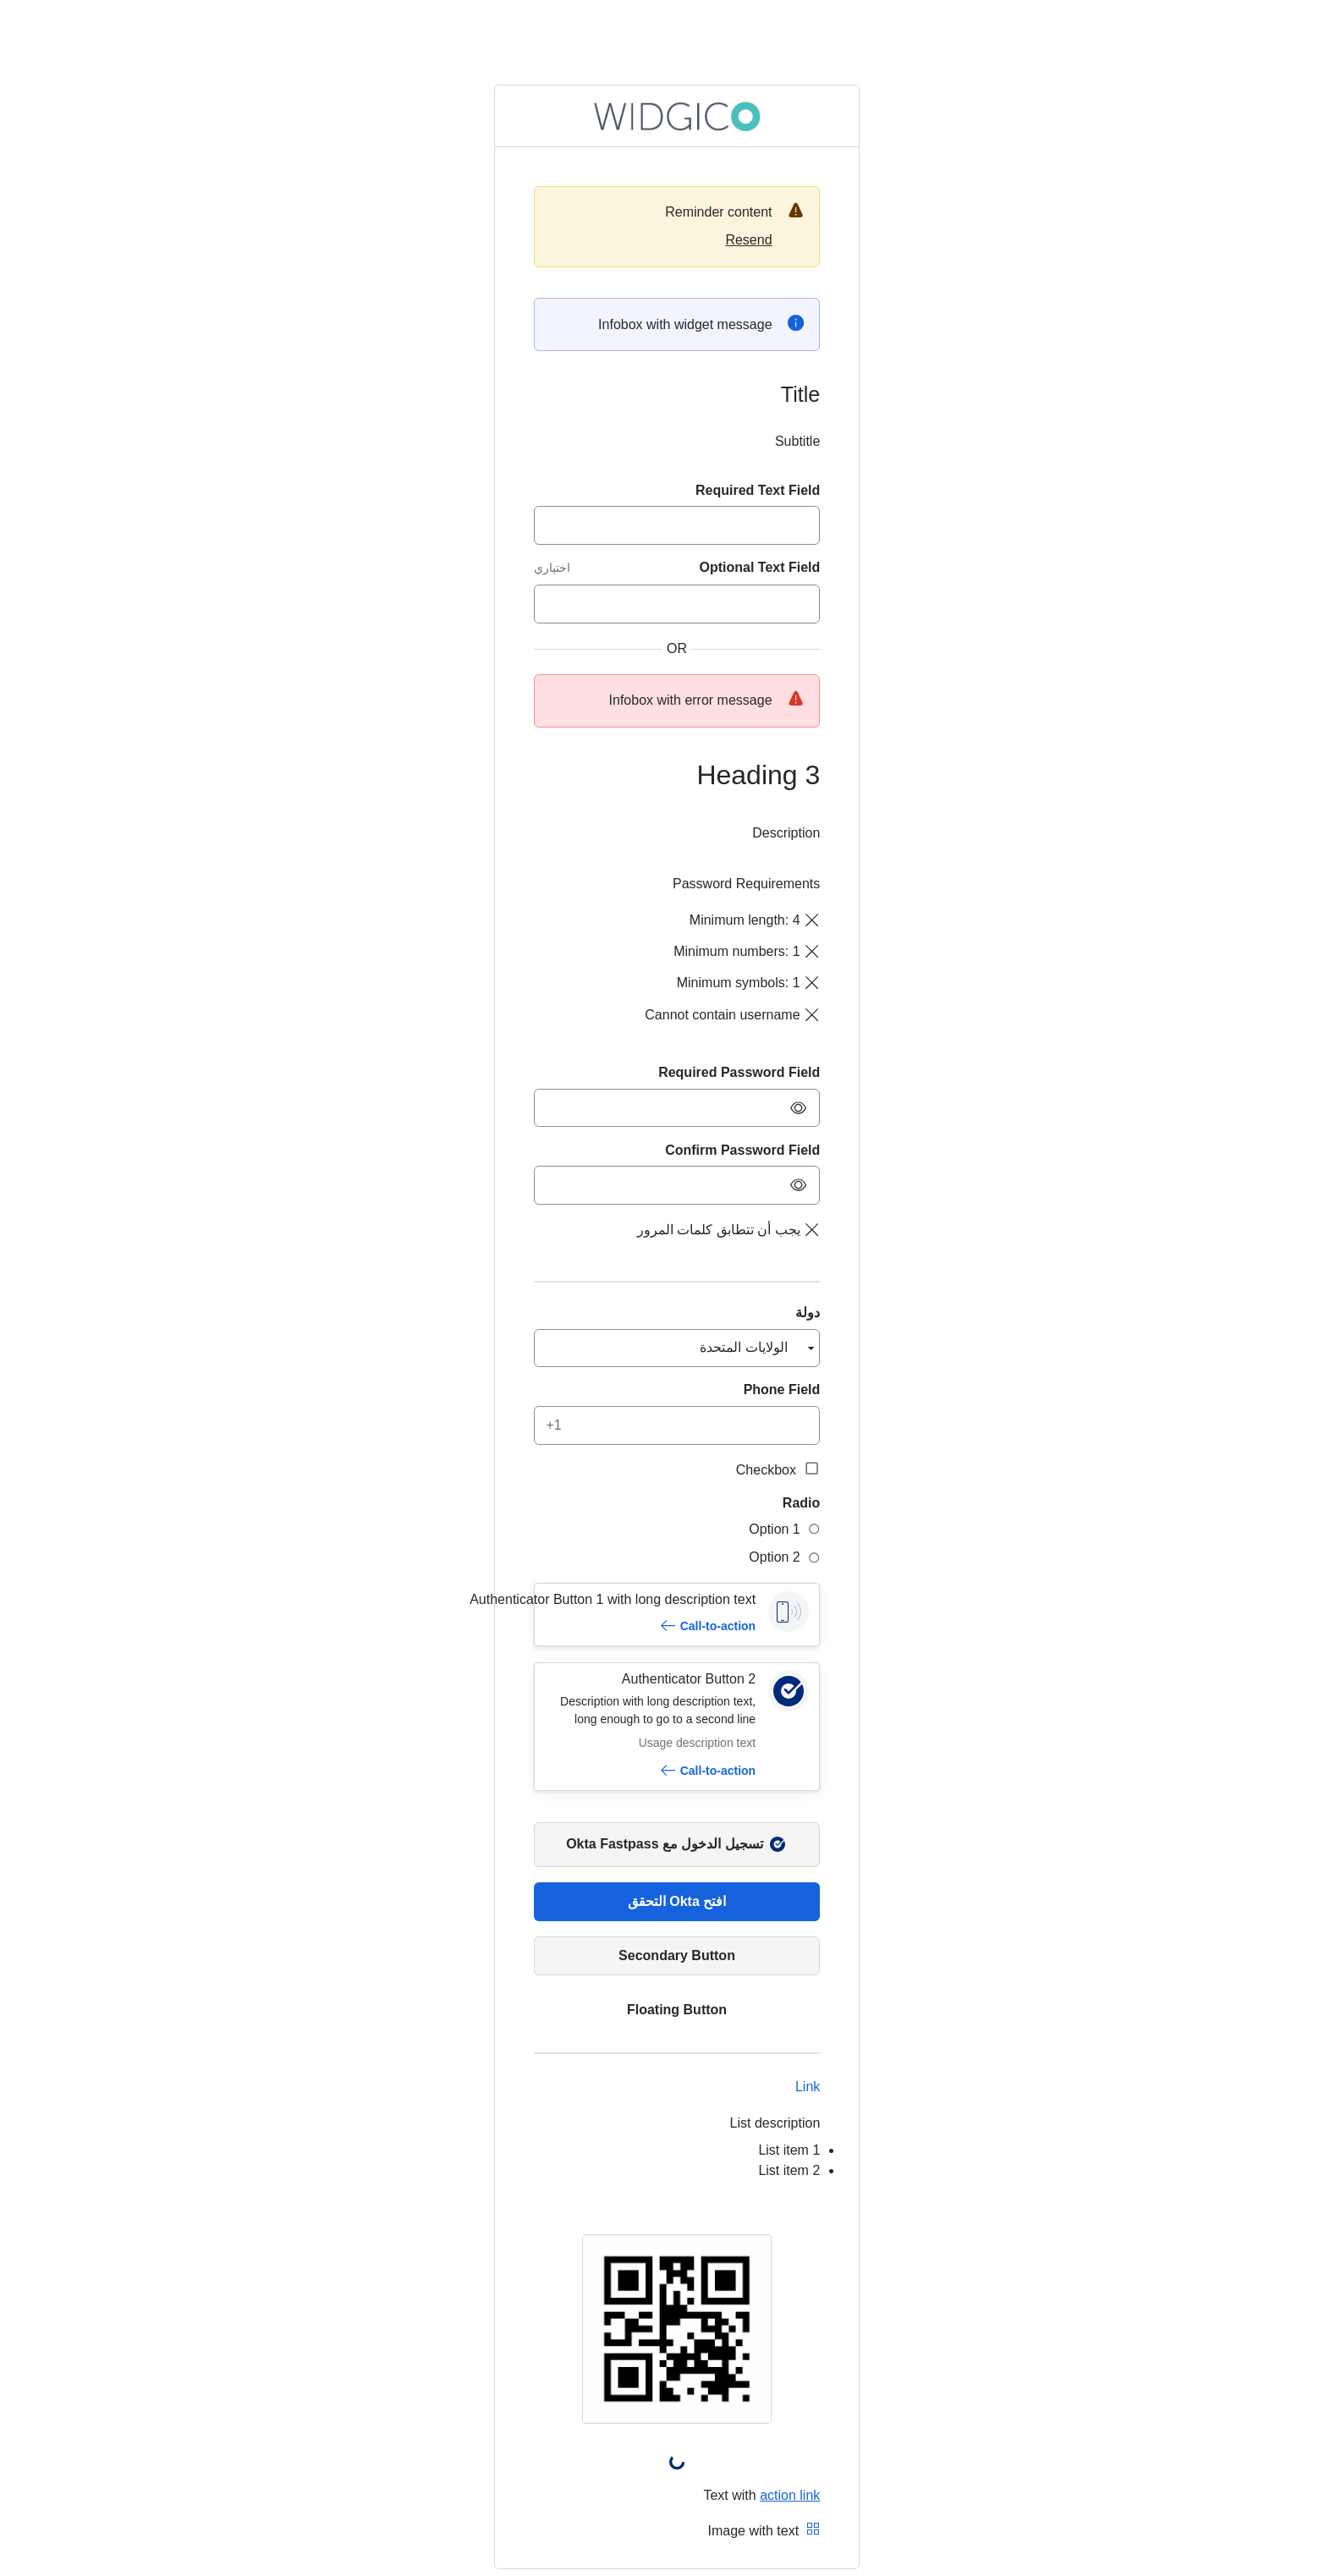 WIDGICO
Reminder content
Resend
Infobox with widget message
Title
Subtitle
Required Text Field
Optional Text Field
اختياري
OR
Infobox with error message
Heading 3
Description
Password Requirements
Minimum length: 4
Minimum numbers: 1
Minimum symbols: 1
Cannot contain username
Required Password Field
Confirm Password Field
يجب أن تتطابق كلمات المرور
دولة
الولايات المتحدة
Phone Field
+1
Checkbox
Radio
Option 1
Option 2
Authenticator Button 1 with long description text
Call-to-action
Authenticator Button 2
Description with long description text,
long enough to go to a second line
Usage description text
Call-to-action
تسجيل الدخول مع Okta Fastpass
افتح Okta التحقق
Secondary Button
Floating Button
Link
List description
List item 1
List item 2
Text with action link
Image with text